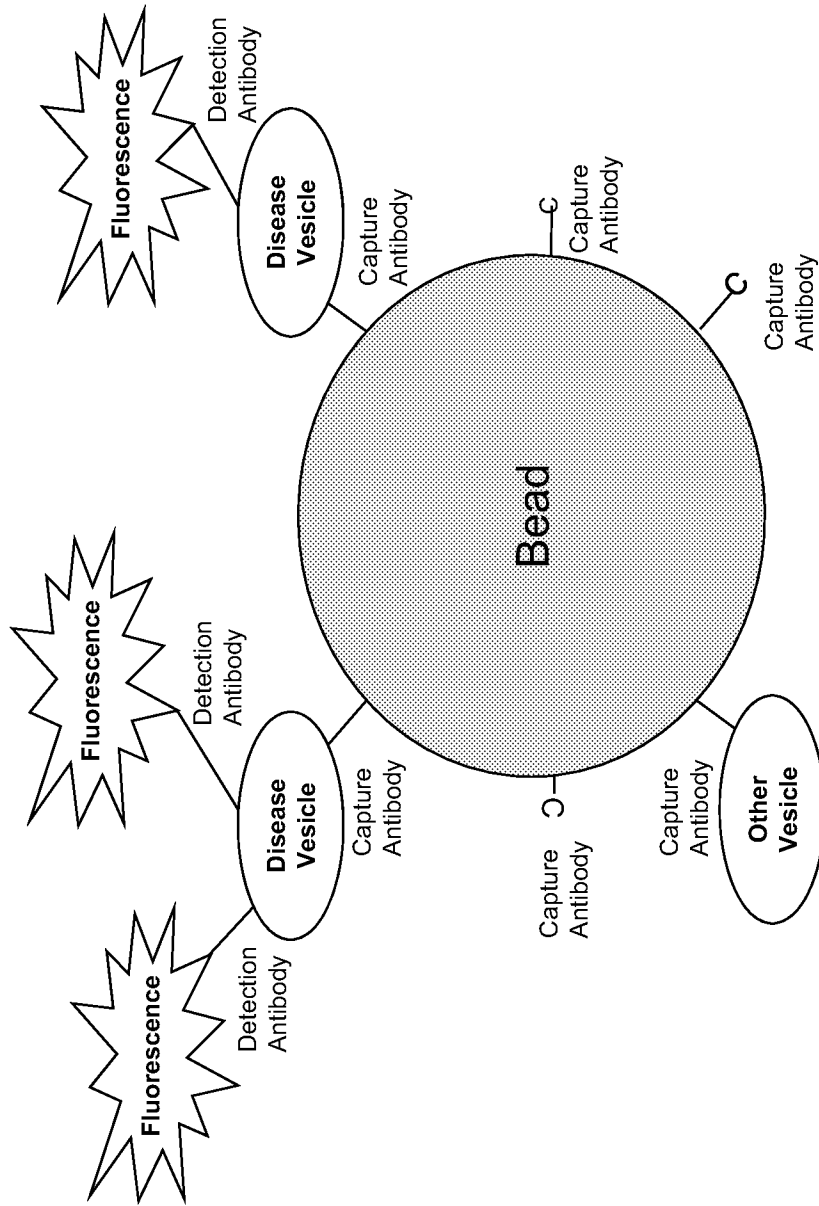 Fluorescence
Fluorescence
Fluorescence
Detection
Antibody
Detection
Antibody
Detection
Antibody
Disease
Vesicle
Disease
Vesicle
Capture
Antibody
Capture
Antibody
Bead
Capture
Antibody
Capture
Antibody
Capture
Antibody
Other
Vesicle
Capture
Antibody